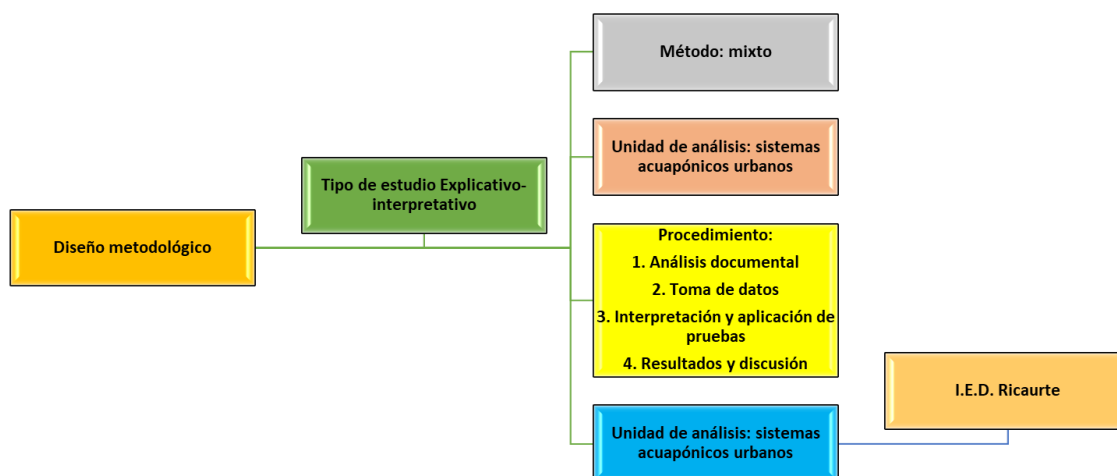 Método: mixto
Unidad de análisis: sistemas
acuapónicos urbanos
Tipo de estudio Explicativo-
interpretativo
Diseño metodológico
Procedimiento:
1. Análisis documental
2. Toma de datos
3. Interpretación y aplicación de
pruebas
4. Resultados y discusión
I.E.D. Ricaurte
Unidad de análisis: sistemas
acuapónicos urbanos